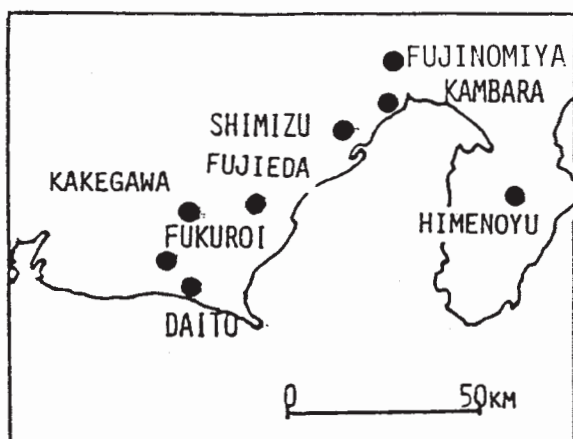 FUJINOMIYA
KAMBARA
SHIMIZU
FUJIEDA
KAKEGAWA
HIMENOYU
FUKUROI
DAITO
0 50KM